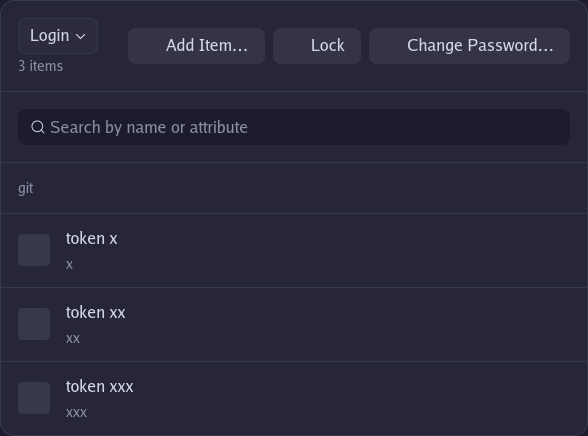 Login
3 items
Add Item...
Lock
Change Password...
Search by name or attribute
git
token x
x
token xx
xx
token xxx
xxx